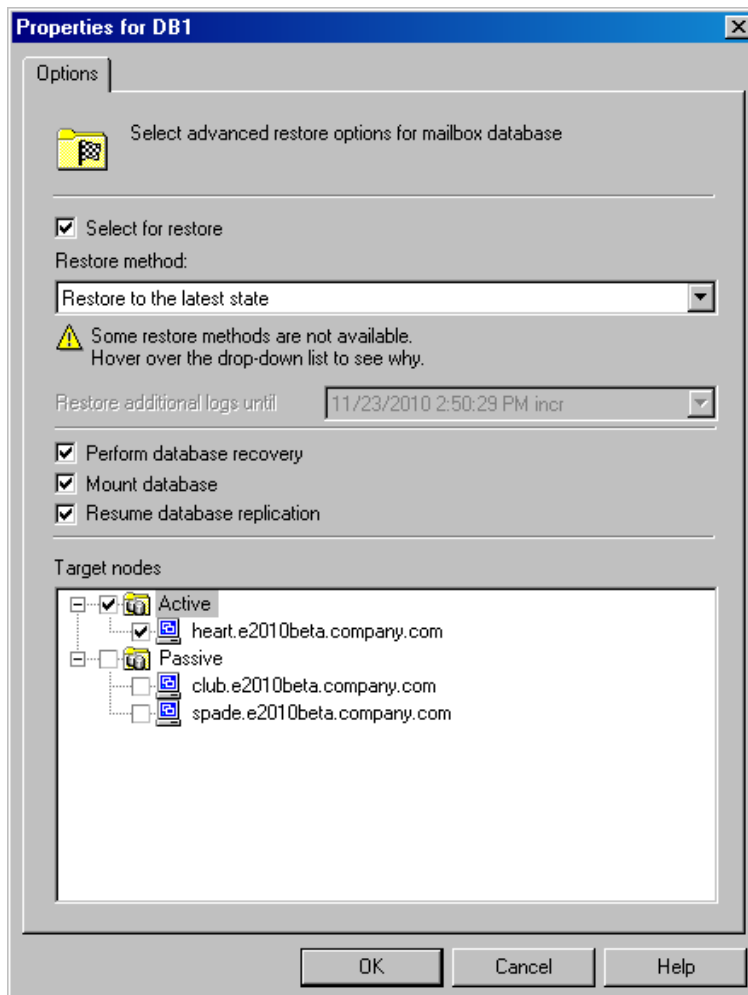 Properties for DB1
Options
Select advanced restore options for mailbox database
Select for restore
Restore method:
Restore to the latest state
Some restore methods are not available.
Hover over the drop-down list to see why.
Restore additional logs until 11/23/2010 2:50:29 PM incr
Perform database recovery
Mount database
Resume database replication
Target nodes
Active
heart.e2010beta.company.com
Passive
club.e2010beta.company.com
spade.e2010beta.company.com
OK Cancel Help